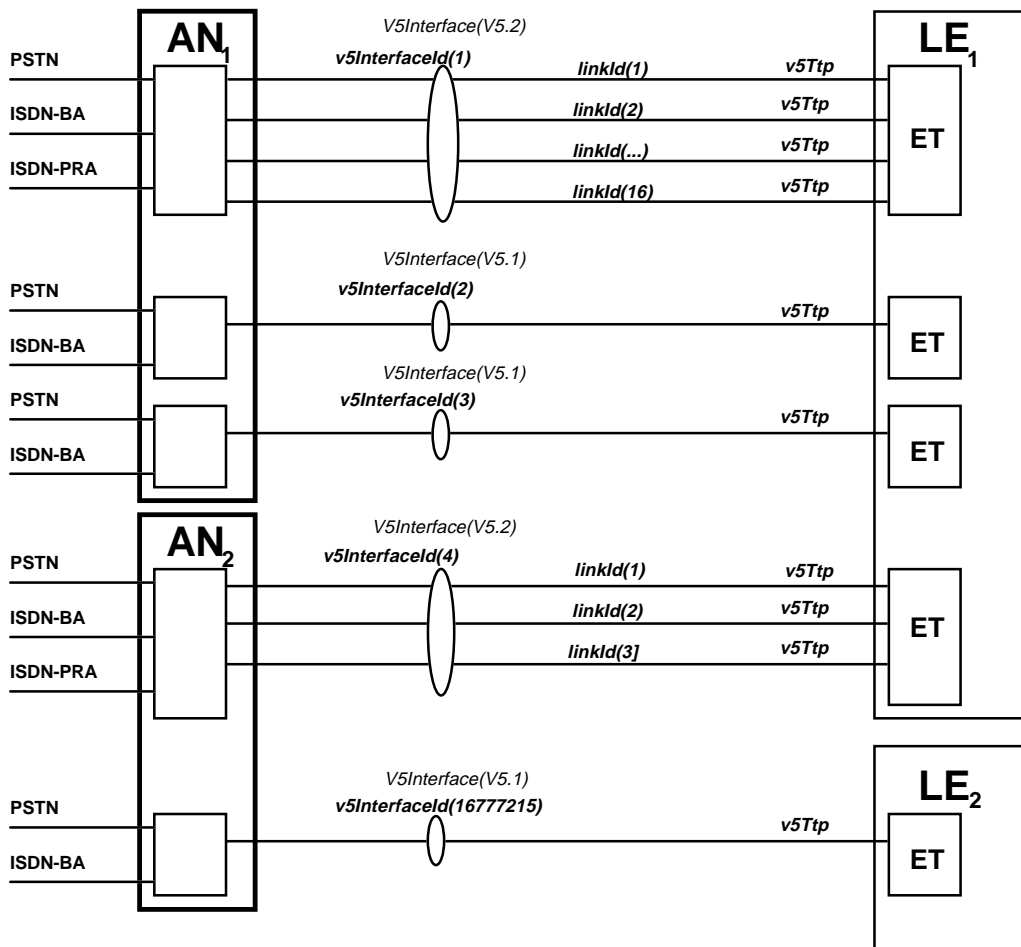 V5Interface(V5.2)
AN1
LE1
v5InterfaceId(1)
PSTN
linkId(1)
v5Ttp
ISDN-BA
linkId(2)
v5Ttp
ET
linkId(...)
v5Ttp
ISDN-PRA
linkId(16)
v5Ttp
V5Interface(V5.1)
PSTN
v5InterfaceId(2)
v5Ttp
ISDN-BA
ET
V5Interface(V5.1)
PSTN
v5InterfaceId(3)
v5Ttp
ISDN-BA
ET
V5Interface(V5.2)
AN2
v5InterfaceId(4)
PSTN
linkId(1)
v5Ttp
ISDN-BA
linkId(2)
v5Ttp
ET
linkId(3]
v5Ttp
ISDN-PRA
V5Interface(V5.1)
LE2
v5InterfaceId(16777215)
PSTN
v5Ttp
ISDN-BA
ET